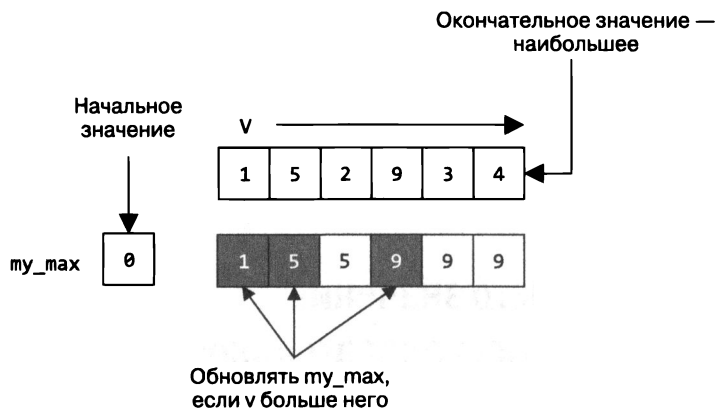 Окончательное значение —
наибольшее
Начальное
значение
v
1 5 2 9 3 4
my_max 0 1 5 5 9 9 9
Обновлять my_max,
если v больше него